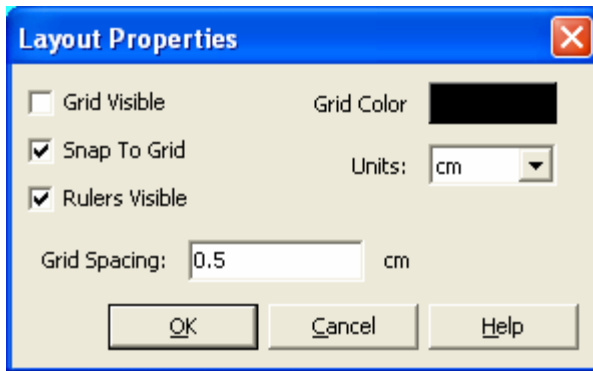 Layout Properties
Grid Visible
Grid Color
Snap To Grid
Units: cm
Rulers Visible
Grid Spacing: 0.5 cm
OK Cancel Help